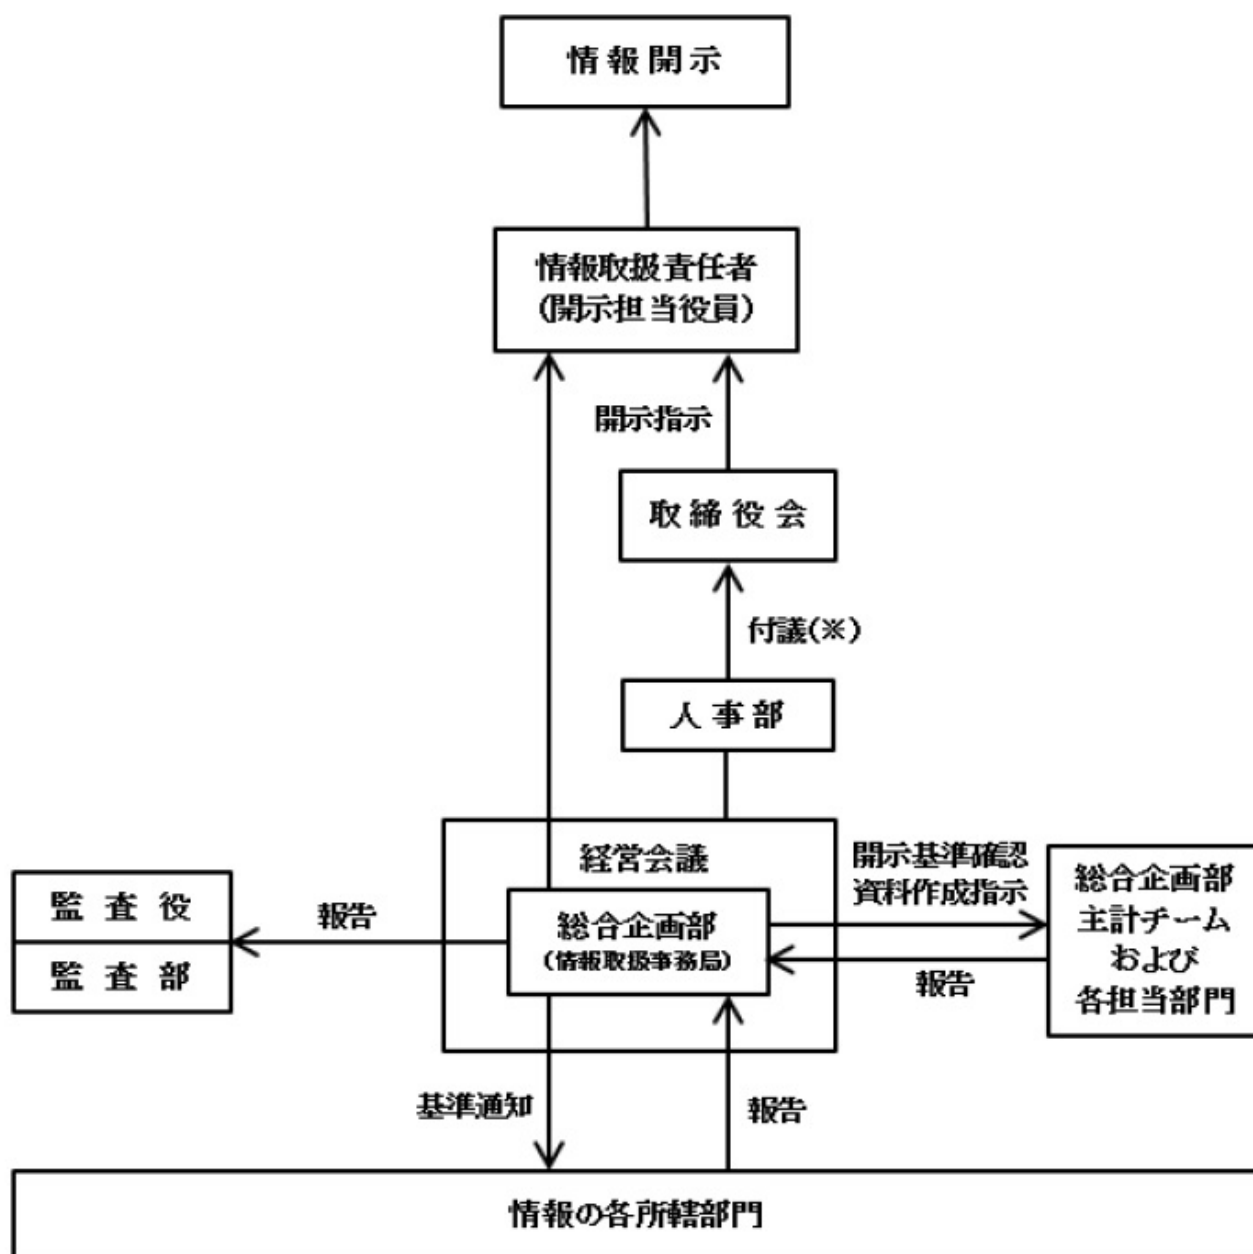 情報開示
情報取扱責任者
(開示担当役員)
開示指示
取締役会
付議(※)
人事部
経営会議
総合企画部
(情報取扱事務局)
開示基準確認
資料作成指示
総合企画部
主計チーム
および
各担当部門
報告
監査役
監査部
報告
基準通知
報告
情報の各所轄部門